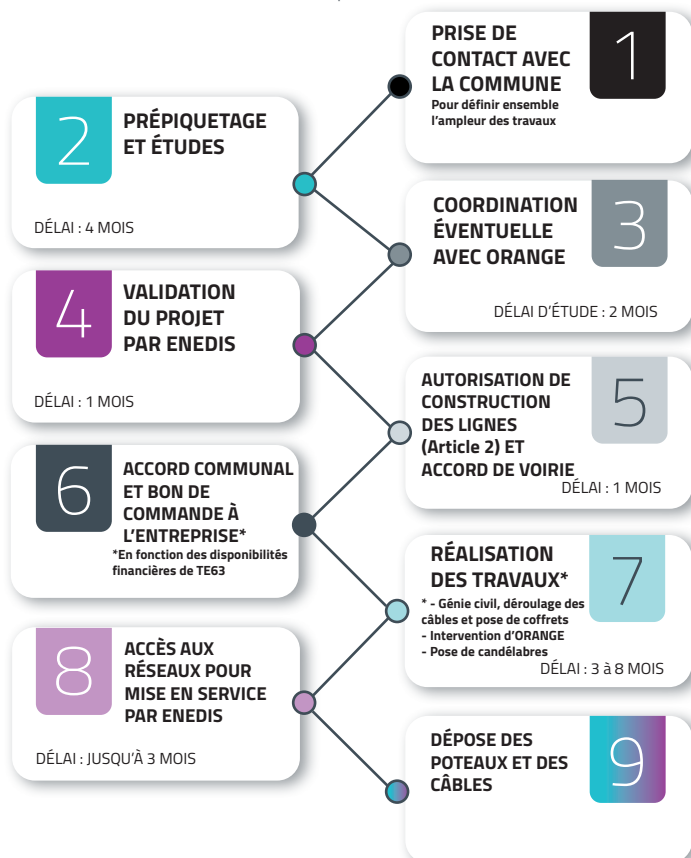 1
PRISE DE
CONTACT AVEC
LA COMMUNE
Pour définir ensemble
l'ampleur des travaux
2
PRÉPIQUETAGE
ET ÉTUDES
DÉLAI : 4 MOIS
3
COORDINATION
ÉVENTUELLE
AVEC ORANGE
DÉLAI D'ÉTUDE : 2 MOIS
4
VALIDATION
DU PROJET
PAR ENEDIS
DÉLAI : 1 MOIS
5
AUTORISATION DE
CONSTRUCTION
DES LIGNES
(Article 2) ET
ACCORD DE VOIRIE
DÉLAI : 1 MOIS
6
ACCORD COMMUNAL
ET BON DE
COMMANDE À
L'ENTREPRISE*
*En fonction des disponibilités
financières de TE63
7
RÉALISATION
DES TRAVAUX*
* - Génie civil, déroulage des
câbles et pose de coffrets
- Intervention d'ORANGE
- Pose de candélabres
DÉLAI : 3 à 8 MOIS
8
ACCÈS AUX
RÉSEAUX POUR
MISE EN SERVICE
PAR ENEDIS
DÉLAI : JUSQU'À 3 MOIS
9
DÉPOSE DES
POTEAUX ET DES
CÂBLES